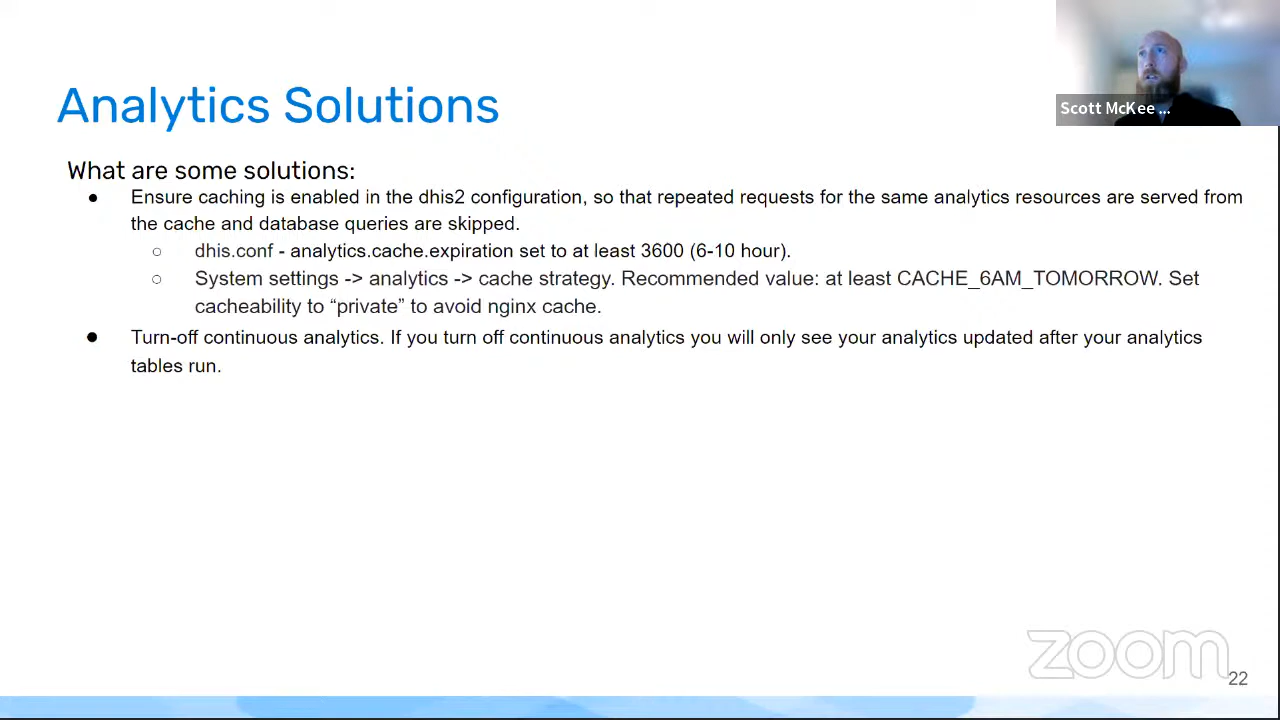 Scott McKee ...
Analytics Solutions
What are some solutions:
● Ensure caching is enabled in the dhis2 configuration, so that repeated requests for the same analytics resources are served from
the cache and database queries are skipped.
○ dhis.conf - analytics.cache.expiration set to at least 3600 (6-10 hour).
○ System settings -> analytics -> cache strategy. Recommended value: at least CACHE_6AM_TOMORROW. Set
cacheability to “private” to avoid nginx cache.
● Turn-off continuous analytics. If you turn off continuous analytics you will only see your analytics updated after your analytics
tables run.
zoom
22